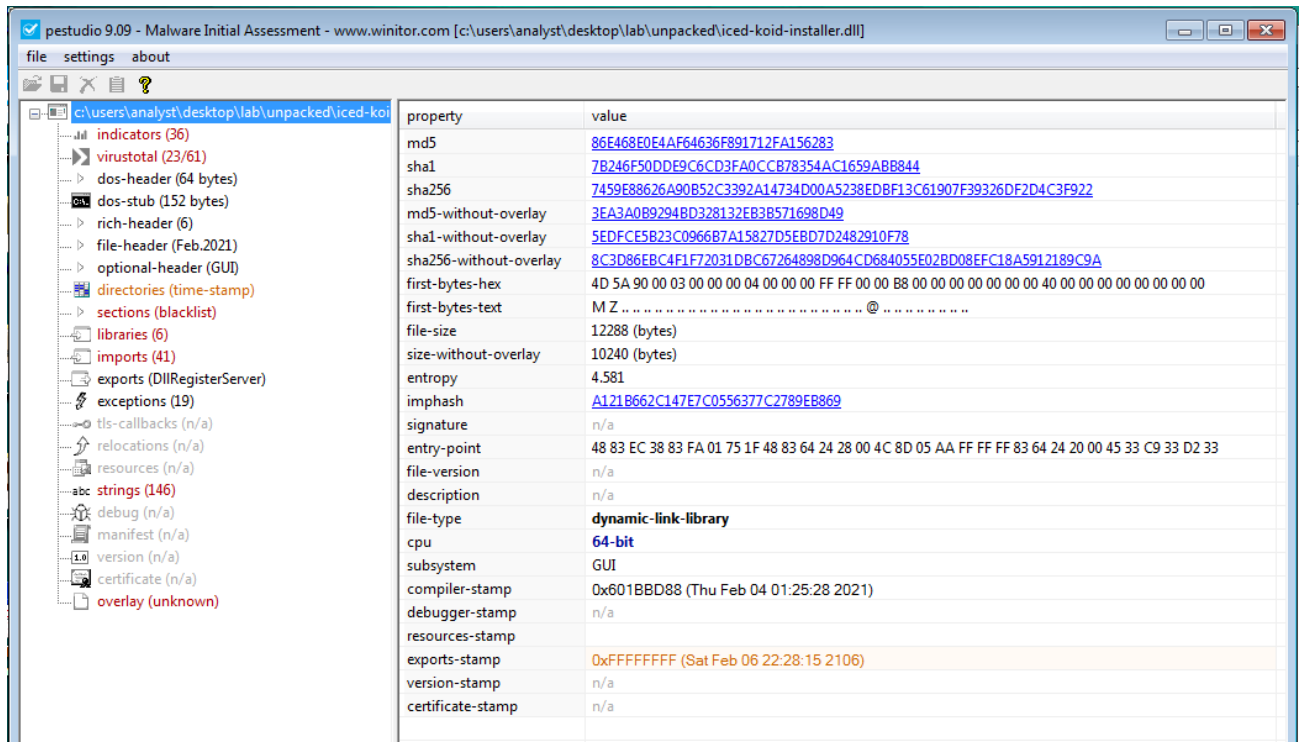 pestudio 9.09 - Malware Initial Assessment - www.winitor.com [c:\users\analyst\desktop\lab\unpacked\iced-koid-installer.dll]
file settings about
c:\users\analyst\desktop\lab\unpacked\iced-koi
indicators (36)
virustotal (23/61)
dos-header (64 bytes)
dos-stub (152 bytes)
rich-header (6)
file-header (Feb.2021)
optional-header (GUI)
directories (time-stamp)
sections (blacklist)
libraries (6)
imports (41)
exports (DllRegisterServer)
exceptions (19)
tls-callbacks (n/a)
relocations (n/a)
resources (n/a)
abc strings (146)
debug (n/a)
manifest (n/a)
1.0 version (n/a)
certificate (n/a)
overlay (unknown)
property value
md5 86E468E0E4AF64636F891712FA156283
sha1 7B246F50DDE9C6CD3FA0CCB78354AC1659ABB844
sha256 7459E88626A90B52C3392A14734D00A5238EDBF13C61907F39326DF2D4C3F922
md5-without-overlay 3EA3A0B9294BD328132EB3B571698D49
sha1-without-overlay 5EDFCE5B23C0966B7A15827D5EBD7D2482910F78
sha256-without-overlay 8C3D86EBC4F1F72031DBC67264898D964CD684055E02BD08EFC18A5912189C9A
first-bytes-hex 4D 5A 90 00 03 00 00 00 04 00 00 00 FF FF 00 00 B8 00 00 00 00 00 00 00 40 00 00 00 00 00 00 00
first-bytes-text M Z .. .. .. .. .. .. .. .. .. .. .. .. .. .. .. .. .. .. .. .. .. .. @ .. .. .. .. .. .. ..
file-size 12288 (bytes)
size-without-overlay 10240 (bytes)
entropy 4.581
imphash A121B662C147E7C0556377C2789EB869
signature n/a
entry-point 48 83 EC 38 83 FA 01 75 1F 48 83 64 24 28 00 4C 8D 05 AA FF FF FF 83 64 24 20 00 45 33 C9 33 D2 33
file-version n/a
description n/a
file-type dynamic-link-library
cpu 64-bit
subsystem GUI
compiler-stamp 0x601BBD88 (Thu Feb 04 01:25:28 2021)
debugger-stamp n/a
resources-stamp
exports-stamp 0xFFFFFFFF (Sat Feb 06 22:28:15 2106)
version-stamp n/a
certificate-stamp n/a